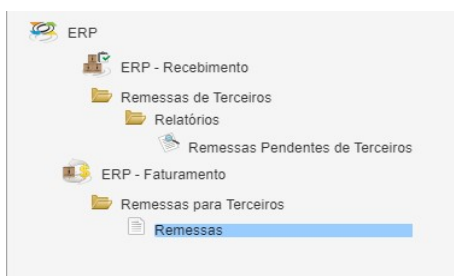 ERP
ERP - Recebimento
Remessas de Terceiros
Relatórios
Remessas Pendentes de Terceiros
ERP - Faturamento
Remessas para Terceiros
Remessas